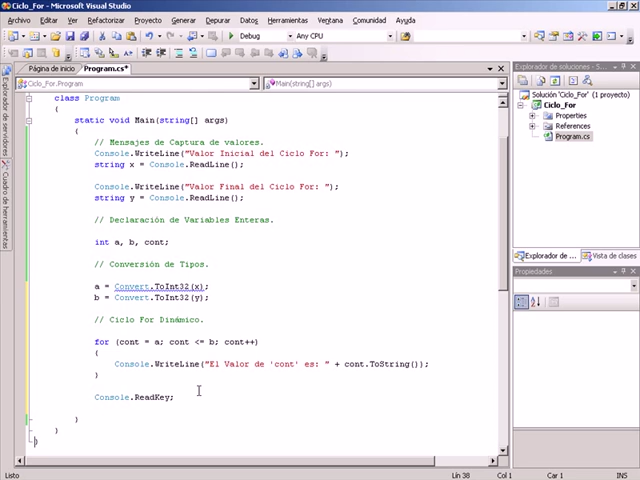 Ciclo_For - Microsoft Visual Studio
Archivo Editar Ver Refactorizar Proyecto Generar Depurar Datos Herramientas Ventana Comunidad Ayuda
Debug Any CPU
Página de inicio Program.cs*
Ciclo_For.Program Main(string[] args)
class Program
{
static void Main(string[] args)
{
// Mensajes de Captura de valores.
Console.WriteLine("Valor Inicial del Ciclo For: ");
string x = Console.ReadLine();
Console.WriteLine("Valor Final del Ciclo For: ");
string y = Console.ReadLine();
// Declaración de Variables Enteras.
int a, b, cont;
// Conversión de Tipos.
a = Convert.ToInt32(x);
b = Convert.ToInt32(y);
// Ciclo For Dinámico.
for (cont = a; cont <= b; cont++)
{
Console.WriteLine("El Valor de 'cont' es: " + cont.ToString());
}
Console.ReadKey;
}
}
}
Explorador de servidores
Cuadro de herramientas
Explorador de soluciones - Ciclo_For
Solución 'Ciclo_For' (1 proyecto)
Ciclo_For
Properties
References
Program.cs
Explorador de ... Vista de clases
Propiedades
Listo Lín 38 Col 1 Car 1 INS